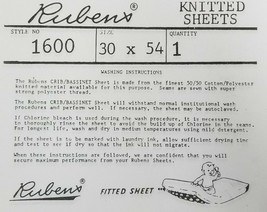 Rubens® KNITTED
SHEETS
STYLE NO SIZE QUANTITY
1600 30 x 54 1
WASHING INSTRUCTIONS
The Rubens CRIB/BASSINET Sheet is made from the finest 50/50 Cotton/Polyester
knitted material available for this purpose. Seams are sewn with super
strong polyester thread.
The Rubens CRIB/BASSINET Sheet will withstand normal institutional wash
procedures and perform well. If necessary, the sheet may be autoclaved.
If Chlorine bleach is used during the wash procedure, it is necessary
to thoroughly rinse the sheet to avoid the build up of Chlorine in the seams.
For longest life, wash and dry in medium temperatures using mild detergent.
If the sheet is marked with laundry ink, allow sufficient drying time
and test to see if dry so that the ink will not migrate.
When these instructions are followed, we are confident that you will
secure maximum performance from your Rubens Sheets.
Rubens® FITTED SHEET